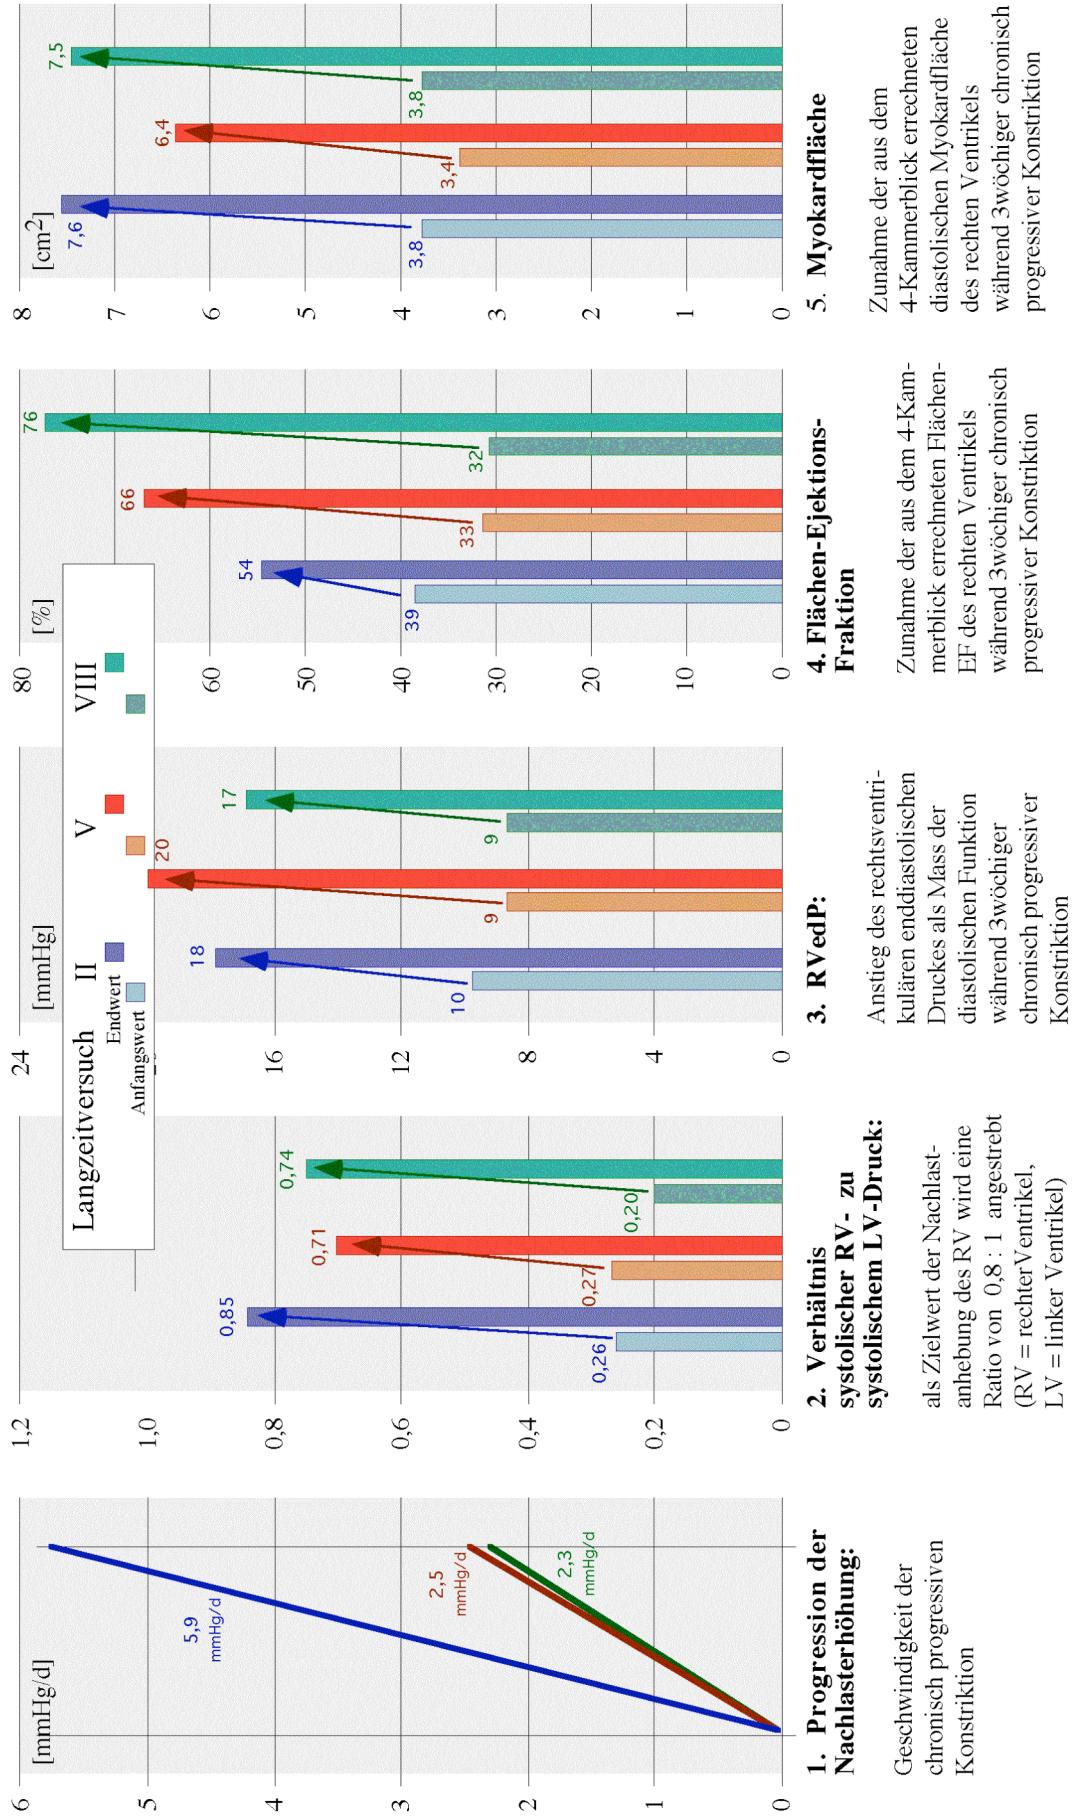 Langzeitversuch II V VIII
Endwert
Anfangswert
[mmHg/d]
6
5
4
3
2
1
0
5,9
mmHg/d
2,5
mmHg/d
2,3
mmHg/d
1. Progression der
Nachlasterhöhung:
Geschwindigkeit der
chronisch progressiven
Konstriktion
1,2
1,0
0,8
0,6
0,4
0,2
0
0,26
0,85
0,27
0,71
0,20
0,74
2. Verhältnis
systolischer RV- zu
systolischem LV-Druck:
als Zielwert der Nachlast-
anhebung des RV wird eine
Ratio von 0,8 : 1 angestrebt
(RV = rechterVentrikel,
LV = linker Ventrikel)
[mmHg]
24
16
12
8
4
0
10
18
9
20
9
17
3. RVedP:
Anstieg des rechtsventri-
kulären enddiastolischen
Druckes als Mass der
diastolischen Funktion
während 3wöchiger
chronisch progressiver
Konstriktion
[%]
80
60
50
40
30
20
10
0
39
54
33
66
32
76
4. Flächen-Ejektions-
Fraktion
Zunahme der aus dem 4-Kam-
merblick errechneten Flächen-
EF des rechten Ventrikels
während 3wöchiger chronisch
progressiver Konstriktion
[cm2]
8
7
6
5
4
3
2
1
0
3,8
7,6
3,4
6,4
3,8
7,5
5. Myokardfläche
Zunahme der aus dem
4-Kammerblick errechneten
diastolischen Myokardfläche
des rechten Ventrikels
während 3wöchiger chronisch
progressiver Konstriktion